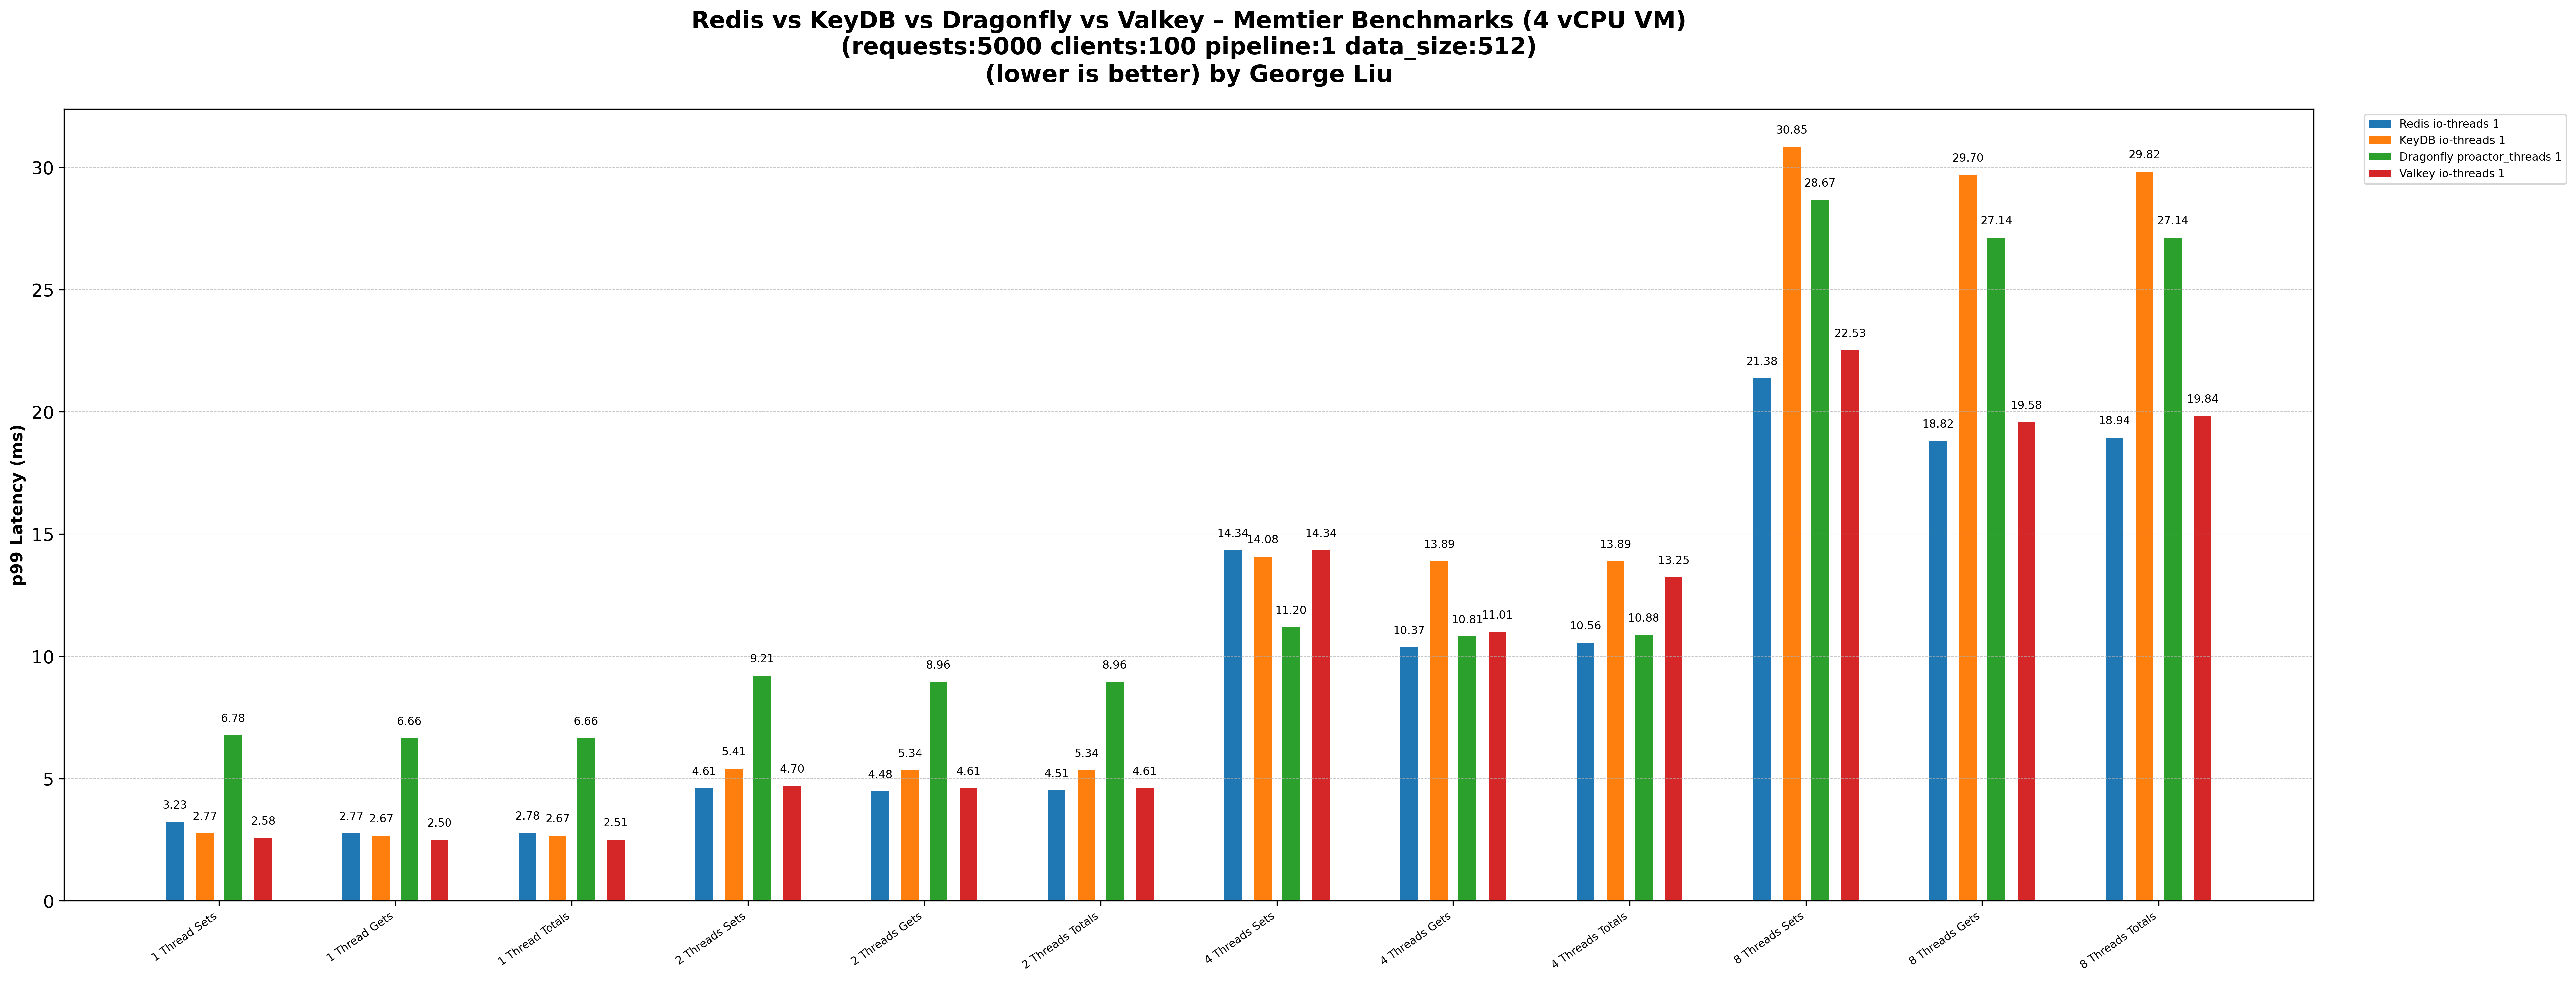 Redis vs KeyDB vs Dragonfly vs Valkey – Memtier Benchmarks (4 vCPU VM)
(requests:5000 clients:100 pipeline:1 data_size:512)
(lower is better) by George Liu
Redis io-threads 1
KeyDB io-threads 1
Dragonfly proactor_threads 1
Valkey io-threads 1
p99 Latency (ms)
30
25
20
15
10
5
0
3.23
2.77
6.78
2.58
2.77
2.67
6.66
2.50
2.78
2.67
6.66
2.51
4.61
5.41
9.21
4.70
4.48
5.34
8.96
4.61
4.51
5.34
8.96
4.61
14.34
14.08
11.20
14.34
10.37
13.89
10.81
11.01
10.56
13.89
10.88
13.25
21.38
30.85
28.67
22.53
18.82
29.70
27.14
19.58
18.94
29.82
27.14
19.84
1 Thread Sets
1 Thread Gets
1 Thread Totals
2 Threads Sets
2 Threads Gets
2 Threads Totals
4 Threads Sets
4 Threads Gets
4 Threads Totals
8 Threads Sets
8 Threads Gets
8 Threads Totals